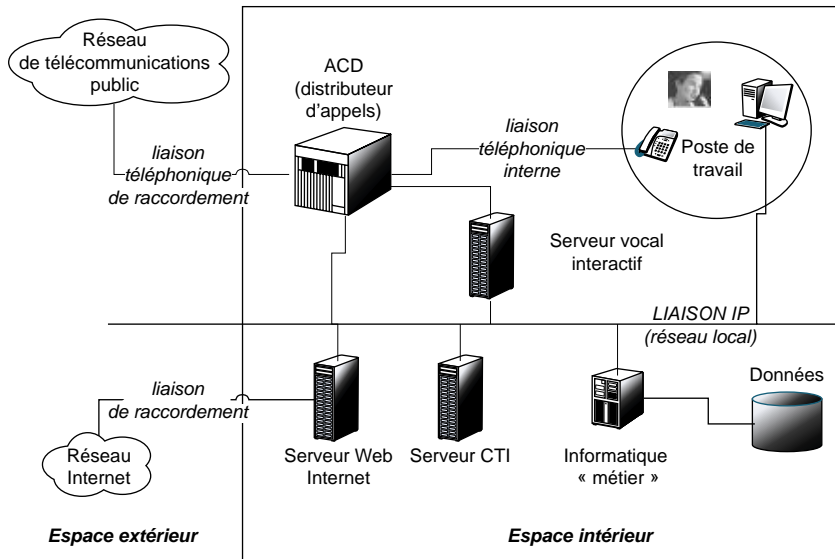 Réseau
de télécommunications
public
ACD
(distributeur
d'appels)
liaison
téléphonique
de raccordement
liaison
téléphonique
interne
Poste de
travail
Serveur vocal
interactif
LIAISON IP
(réseau local)
liaison
de raccordement
Données
Réseau
Internet
Serveur Web
Internet
Serveur CTI
Informatique
« métier »
Espace extérieur
Espace intérieur